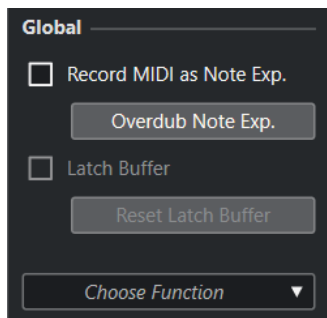 Global
Record MIDI as Note Exp.
Overdub Note Exp.
Latch Buffer
Reset Latch Buffer
Choose Function